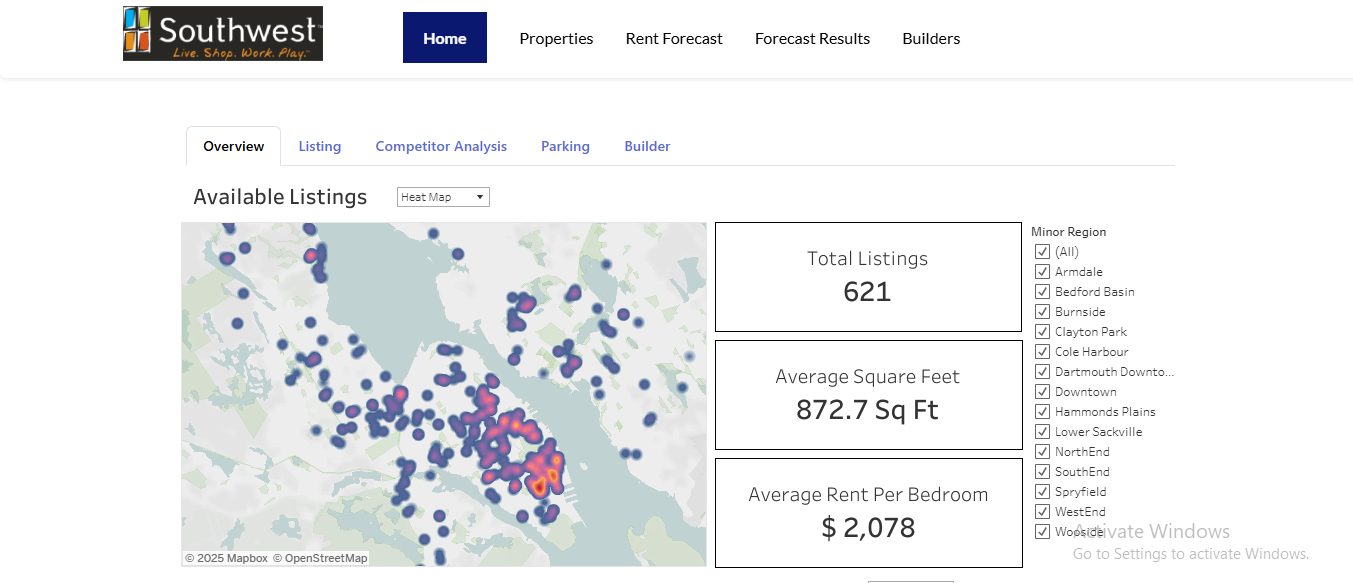 Southwest
Live. Shop. Work. Play.
Home
Properties
Rent Forecast
Forecast Results
Builders
Overview
Listing
Competitor Analysis
Parking
Builder
Available Listings
Heat Map
© 2025 Mapbox © OpenStreetMap
Total Listings
621
Average Square Feet
872.7 Sq Ft
Average Rent Per Bedroom
$ 2,078
Minor Region
(All)
Armdale
Bedford Basin
Burnside
Clayton Park
Cole Harbour
Dartmouth Downto...
Downtown
Hammonds Plains
Lower Sackville
NorthEnd
SouthEnd
Spryfield
WestEnd
Wooside
Activate Windows
Go to Settings to activate Windows.